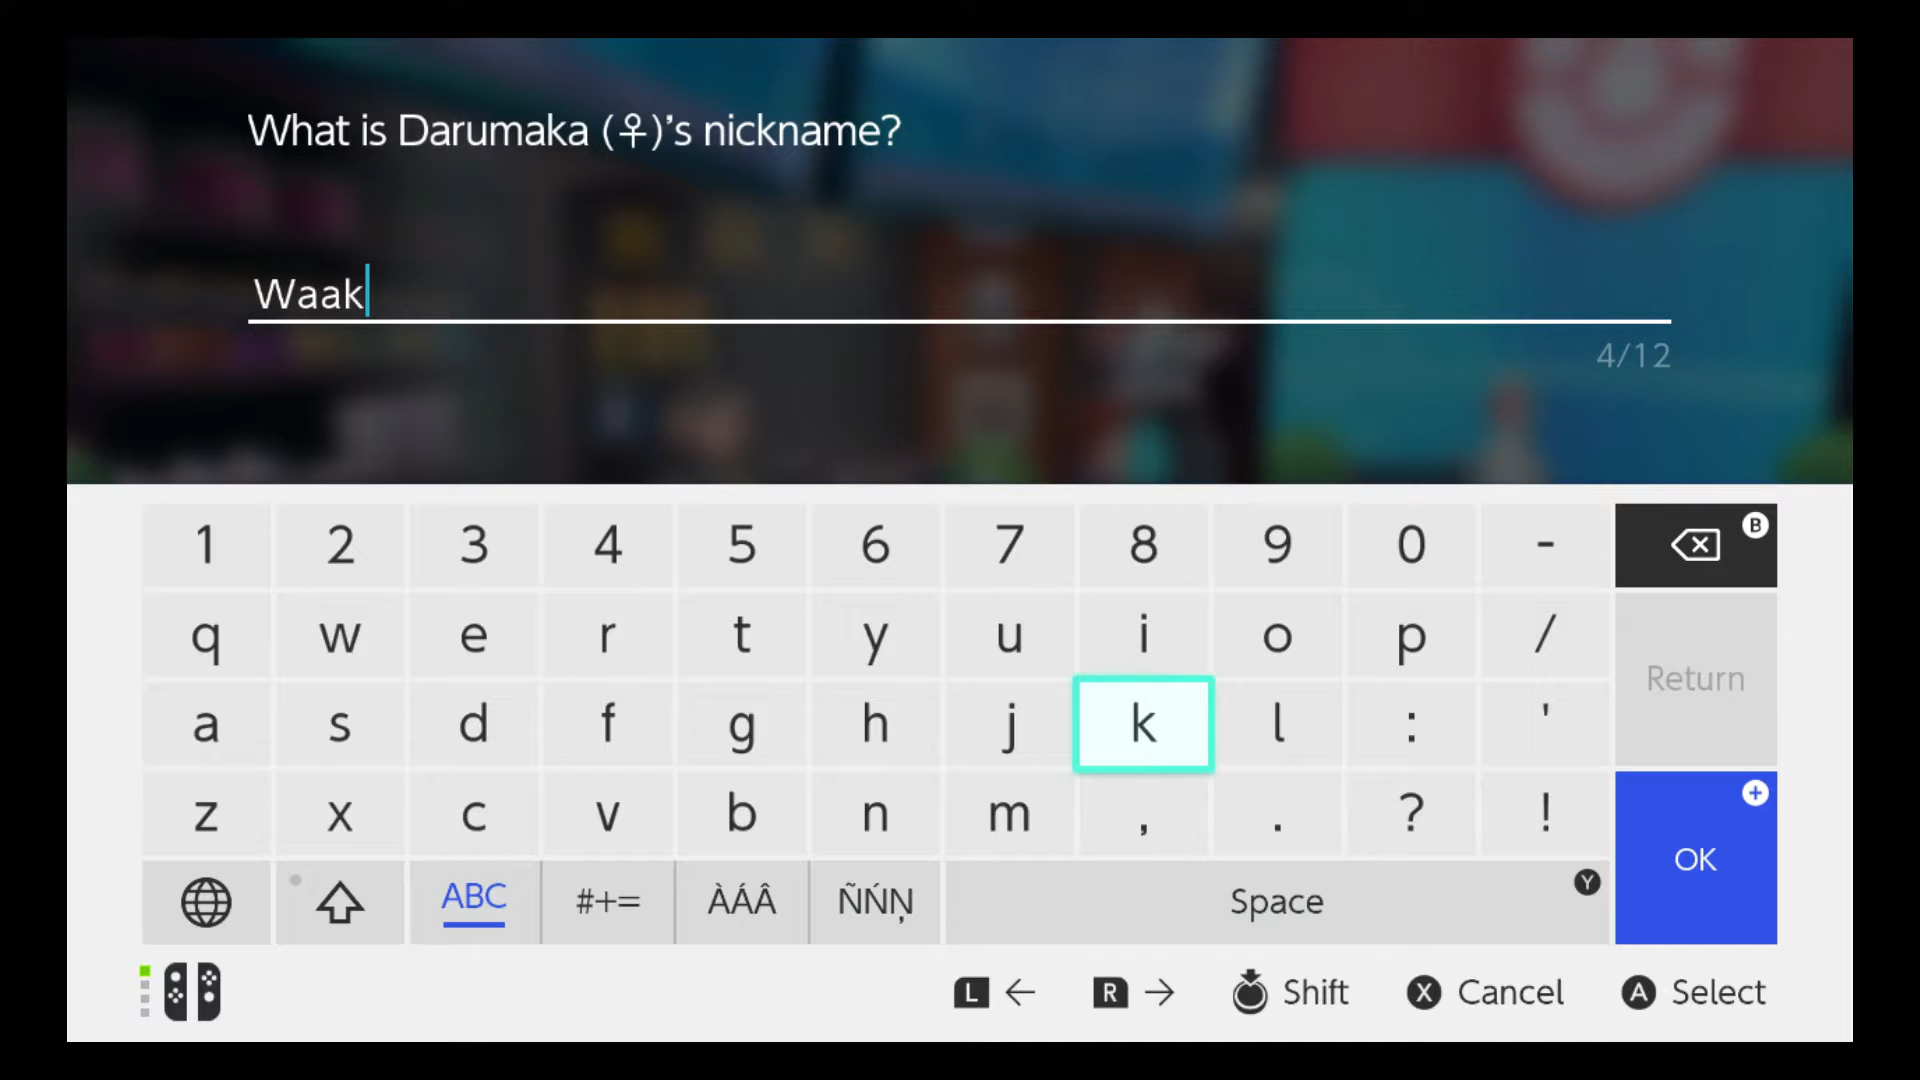 What is Darumaka (♀)'s nickname?
Waak
4/12
1 2 3 4 5 6 7 8 9 0 - B
q w e r t y u i o p / Return
a s d f g h j k l : '
z x c v b n m , . ? ! + OK
ABC #+= ÀÁÂ ÑŃŅ Space Y
L ← R → Shift X Cancel A Select